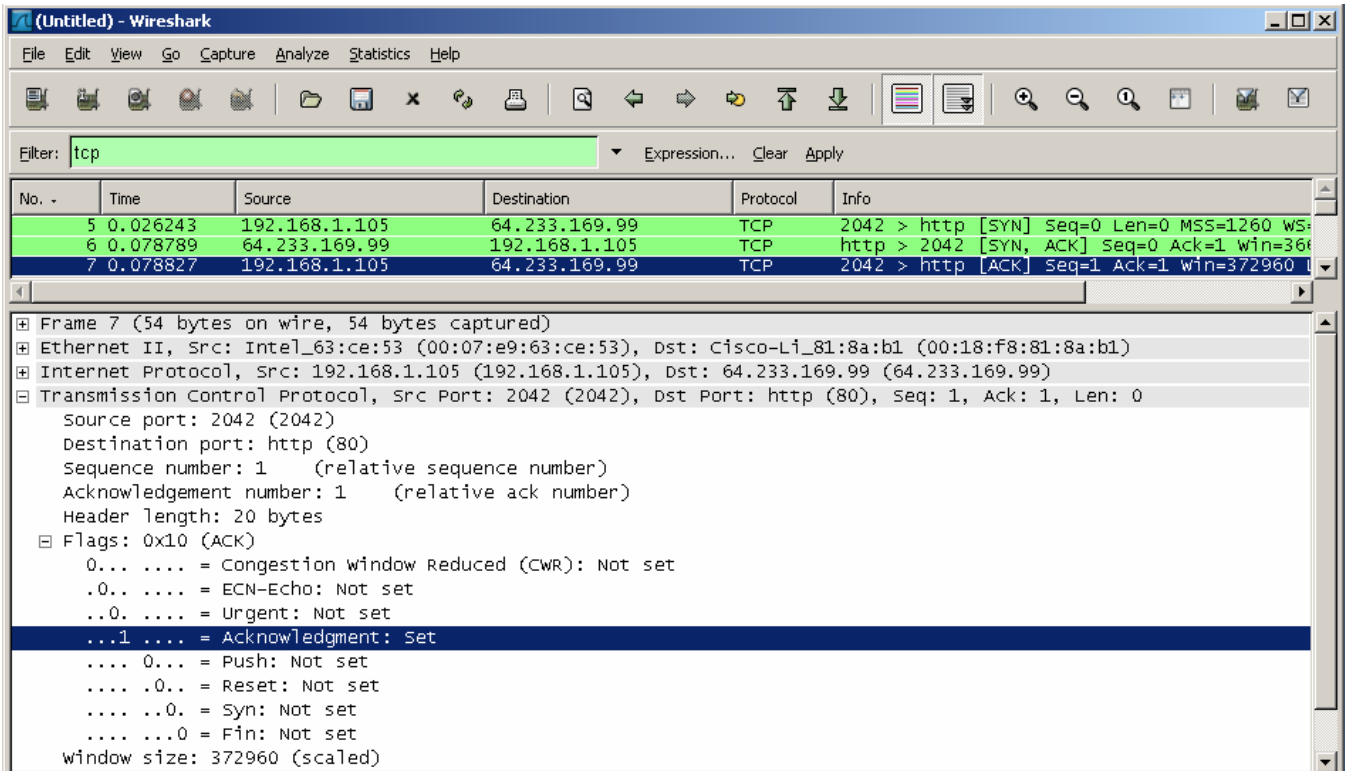 (Untitled) - Wireshark
File Edit View Go Capture Analyze Statistics Help
Filter: tcp Expression... Clear Apply
No. - Time Source Destination Protocol Info
5 0.026243 192.168.1.105 64.233.169.99 TCP 2042 > http [SYN] Seq=0 Len=0 MSS=1260 WS=
6 0.078789 64.233.169.99 192.168.1.105 TCP http > 2042 [SYN, ACK] Seq=0 Ack=1 Win=366
7 0.078827 192.168.1.105 64.233.169.99 TCP 2042 > http [ACK] Seq=1 Ack=1 Win=372960
Frame 7 (54 bytes on wire, 54 bytes captured)
Ethernet II, Src: Intel_63:ce:53 (00:07:e9:63:ce:53), Dst: Cisco-Li_81:8a:b1 (00:18:f8:81:8a:b1)
Internet Protocol, Src: 192.168.1.105 (192.168.1.105), Dst: 64.233.169.99 (64.233.169.99)
Transmission Control Protocol, Src Port: 2042 (2042), Dst Port: http (80), Seq: 1, Ack: 1, Len: 0
Source port: 2042 (2042)
Destination port: http (80)
Sequence number: 1 (relative sequence number)
Acknowledgement number: 1 (relative ack number)
Header length: 20 bytes
Flags: 0x10 (ACK)
0... .... = Congestion Window Reduced (CWR): Not set
.0.. .... = ECN-Echo: Not set
..0. .... = Urgent: Not set
...1 .... = Acknowledgment: Set
.... 0... = Push: Not set
.... .0.. = Reset: Not set
.... ..0. = Syn: Not set
.... ...0 = Fin: Not set
Window size: 372960 (scaled)